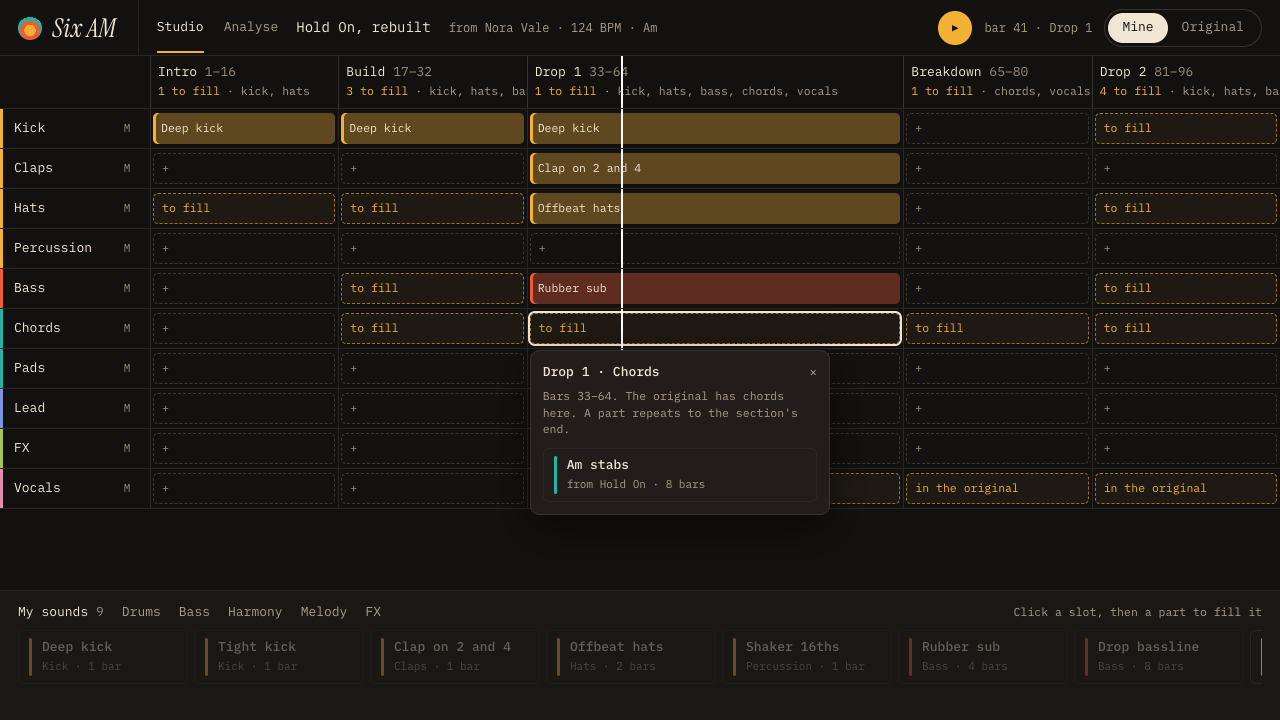 Six AM
Studio Analyse Hold On, rebuilt from Nora Vale · 124 BPM · Am ▶ bar 41 · Drop 1 Mine Original
Intro 1–16 Build 17–32 Drop 1 33–64 Breakdown 65–80 Drop 2 81–96
1 to fill · kick, hats 3 to fill · kick, hats, ba 1 to fill · kick, hats, bass, chords, vocals 1 to fill · chords, vocals 4 to fill · kick, hats, ba
Kick M Deep kick Deep kick Deep kick + to fill
Claps M + + Clap on 2 and 4 + +
Hats M to fill to fill Offbeat hats + to fill
Percussion M + + + + +
Bass M + to fill Rubber sub + to fill
Chords M + to fill to fill to fill to fill
Pads M + + + +
Lead M + + + +
FX M + + + +
Vocals M + + in the original in the original
Drop 1 · Chords ✕
Bars 33–64. The original has chords
here. A part repeats to the section's
end.
Am stabs
from Hold On · 8 bars
My sounds 9 Drums Bass Harmony Melody FX Click a slot, then a part to fill it
Deep kick Tight kick Clap on 2 and 4 Offbeat hats Shaker 16ths Rubber sub Drop bassline
Kick · 1 bar Kick · 1 bar Claps · 1 bar Hats · 2 bars Percussion · 1 bar Bass · 4 bars Bass · 8 bars